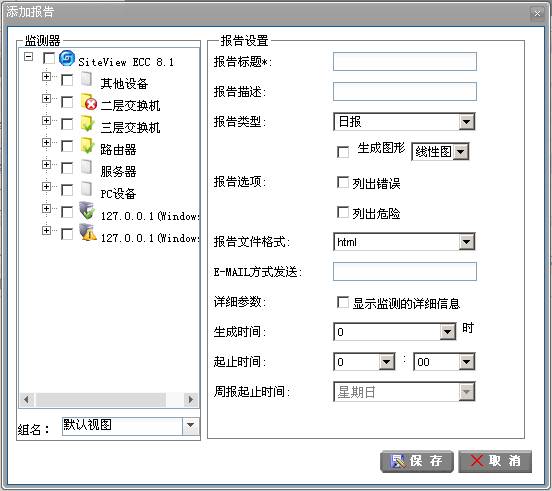 添加报告
监测器
SiteView ECC 8.1
其他设备
二层交换机
三层交换机
路由器
服务器
PC设备
127.0.0.1(Windows
127.0.0.1(Windows
组名: 默认视图
报告设置
报告标题*:
报告描述:
报告类型: 日报
生成图形 线性图
报告选项: 列出错误
列出危险
报告文件格式: html
E-MAIL方式发送:
详细参数: 显示监测的详细信息
生成时间: 0 时
起止时间: 0 : 00
周报起止时间: 星期日
保存 取消